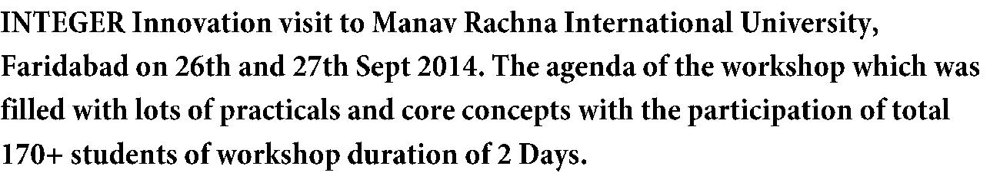 INTEGER Innovation visit to Manav Rachna International University,
Faridabad on 26th and 27th Sept 2014. The agenda of the workshop which was
filled with lots of practicals and core concepts with the participation of total
170+ students of workshop duration of 2 Days.